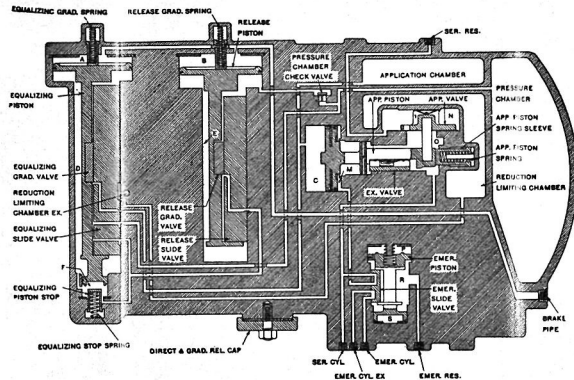 EQUALIZING GRAD. SPRING
RELEASE GRAD. SPRING
RELEASE
PISTON
SER. RES.
A
B
PRESSURE
CHAMBER
CHECK VALVE
APPLICATION CHAMBER
EQUALIZING
PISTON
PRESSURE
CHAMBER
APP. PISTON
APP. VALVE
N
APP. PISTON
SPRING SLEEVE
E
O
APP. PISTON
SPRING
EQUALIZING
GRAD. VALVE
D
M
C
REDUCTION
LIMITING CHAMBER
REDUCTION
LIMITING
CHAMBER EX.
RELEASE
GRAD.
VALVE
EX. VALVE
EQUALIZING
SLIDE VALVE
RELEASE
SLIDE VALVE
P
EMER.
PISTON
F
R
EMER.
SLIDE
VALVE
EQUALIZING
PISTON STOP
S
BRAKE
PIPE
EQUALIZING STOP SPRING
DIRECT & GRAD. REL. CAP
SER. CYL.
EMER. CYL.
EMER. CYL. EX
EMER. RES.